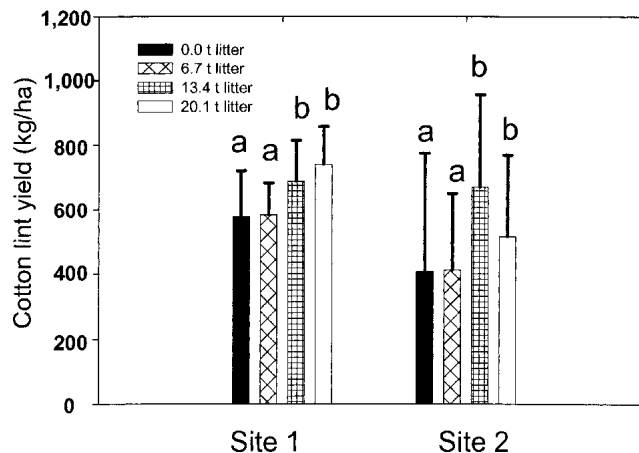 1,200
1,000
800
600
400
200
0
Cotton lint yield (kg/ha)
0.0 t litter
6.7 t litter
13.4 t litter
20.1 t litter
a
a
b
b
a
a
b
b
Site 1
Site 2